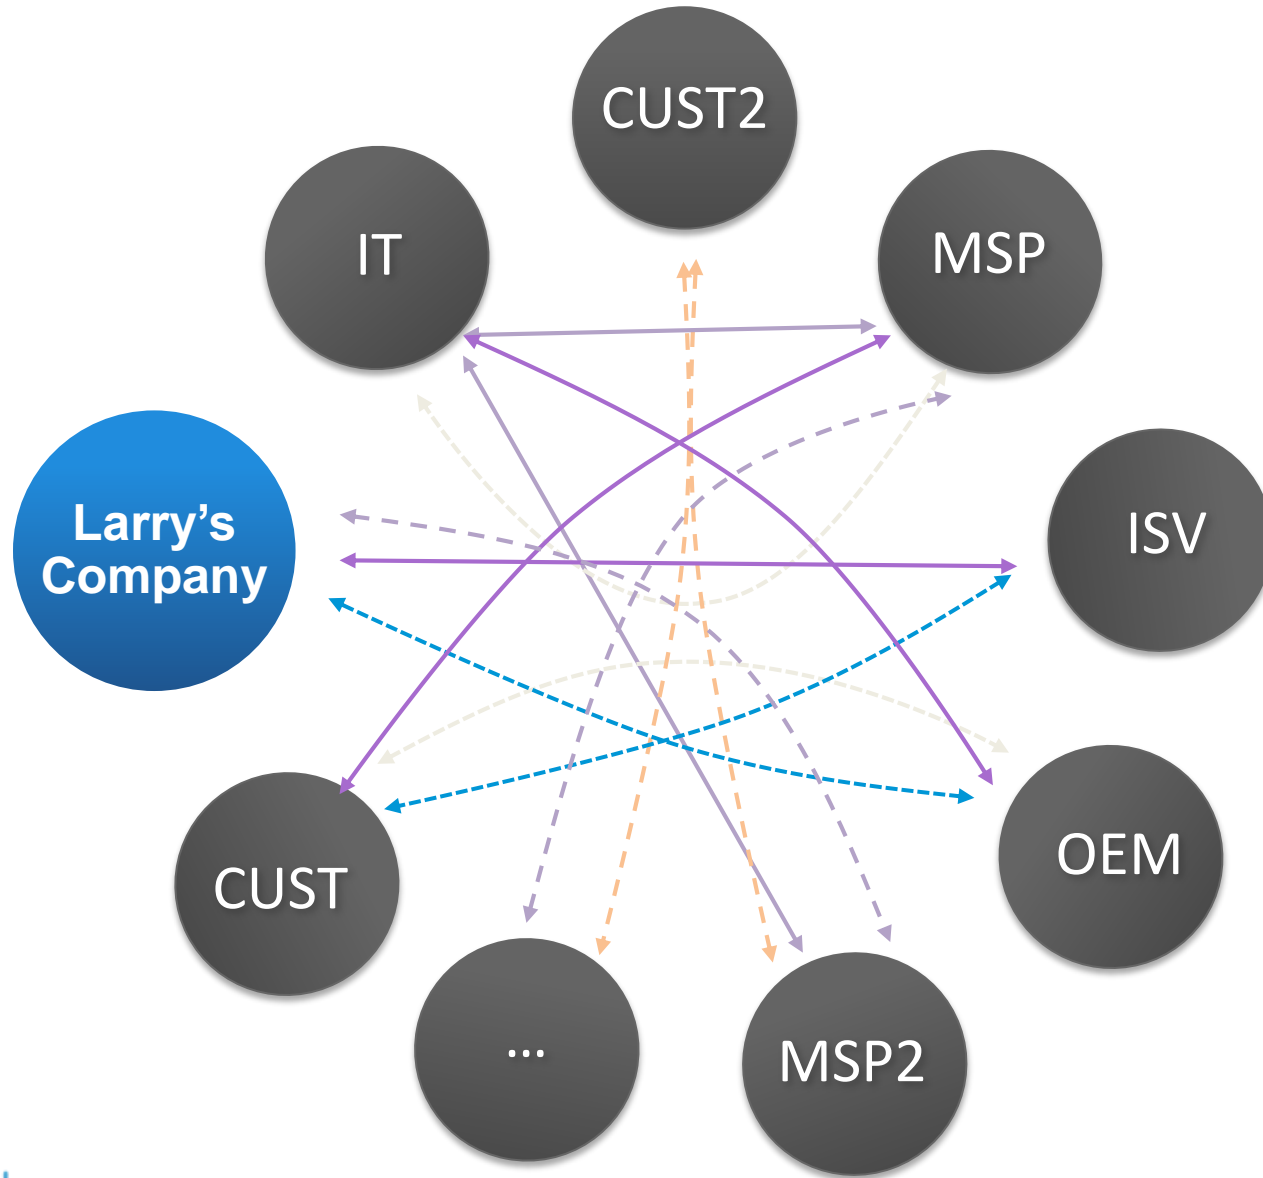 CUST2
IT
MSP
Larry’s
Company
ISV
CUST
OEM
...
MSP2